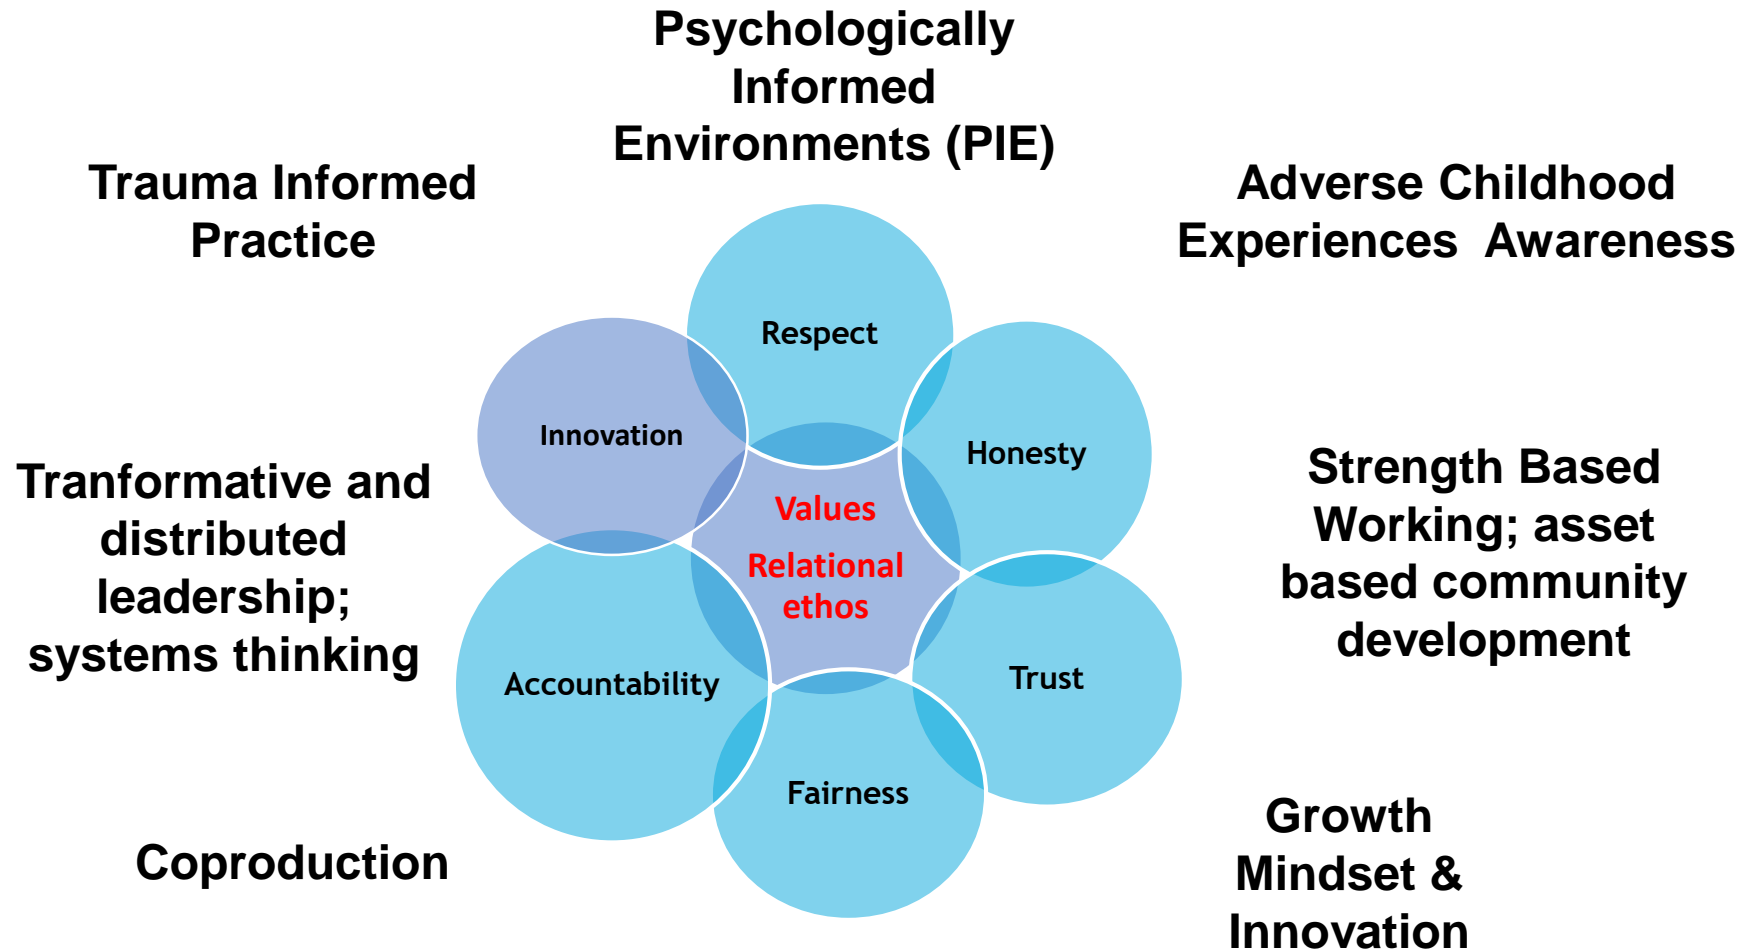 Psychologically
Informed
Environments (PIE)
Trauma Informed
Practice
Adverse Childhood
Experiences  Awareness
Respect
Innovation
Honesty
Values
Relational
ethos
Tranformative and
distributed
leadership;
systems thinking
Strength Based
Working; asset
based community
development
Accountability
Trust
Fairness
Coproduction
Growth
Mindset &
Innovation